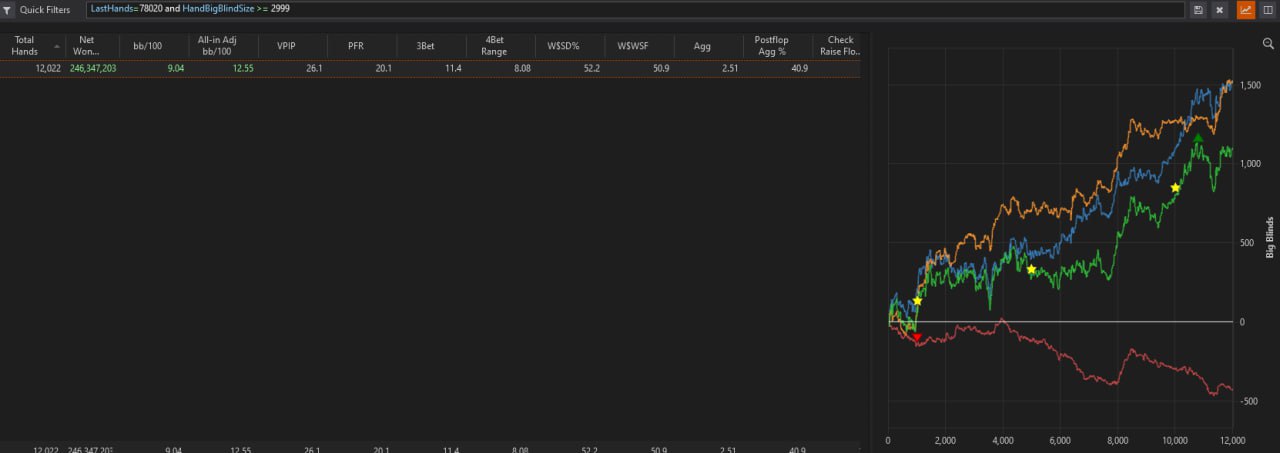 Quick Filters LastHands=78020 and HandBigBlindSize >= 2999
Total Hands Net Won... bb/100 All-in Adj bb/100 VPIP PFR 3Bet 4Bet Range W$SD% W$WSF Agg Postflop Agg % Check Raise Flo..
12,022 246,347,203 9.04 12.55 26.1 20.1 11.4 8.08 52.2 50.9 2.51 40.9
1,500
1,000
500
0
-500
Big Blinds
0 2,000 4,000 6,000 8,000 10,000 12,000
12,022 246,347,203 9.04 12.55 26.1 20.1 11.4 8.08 52.2 50.9 2.51 40.9